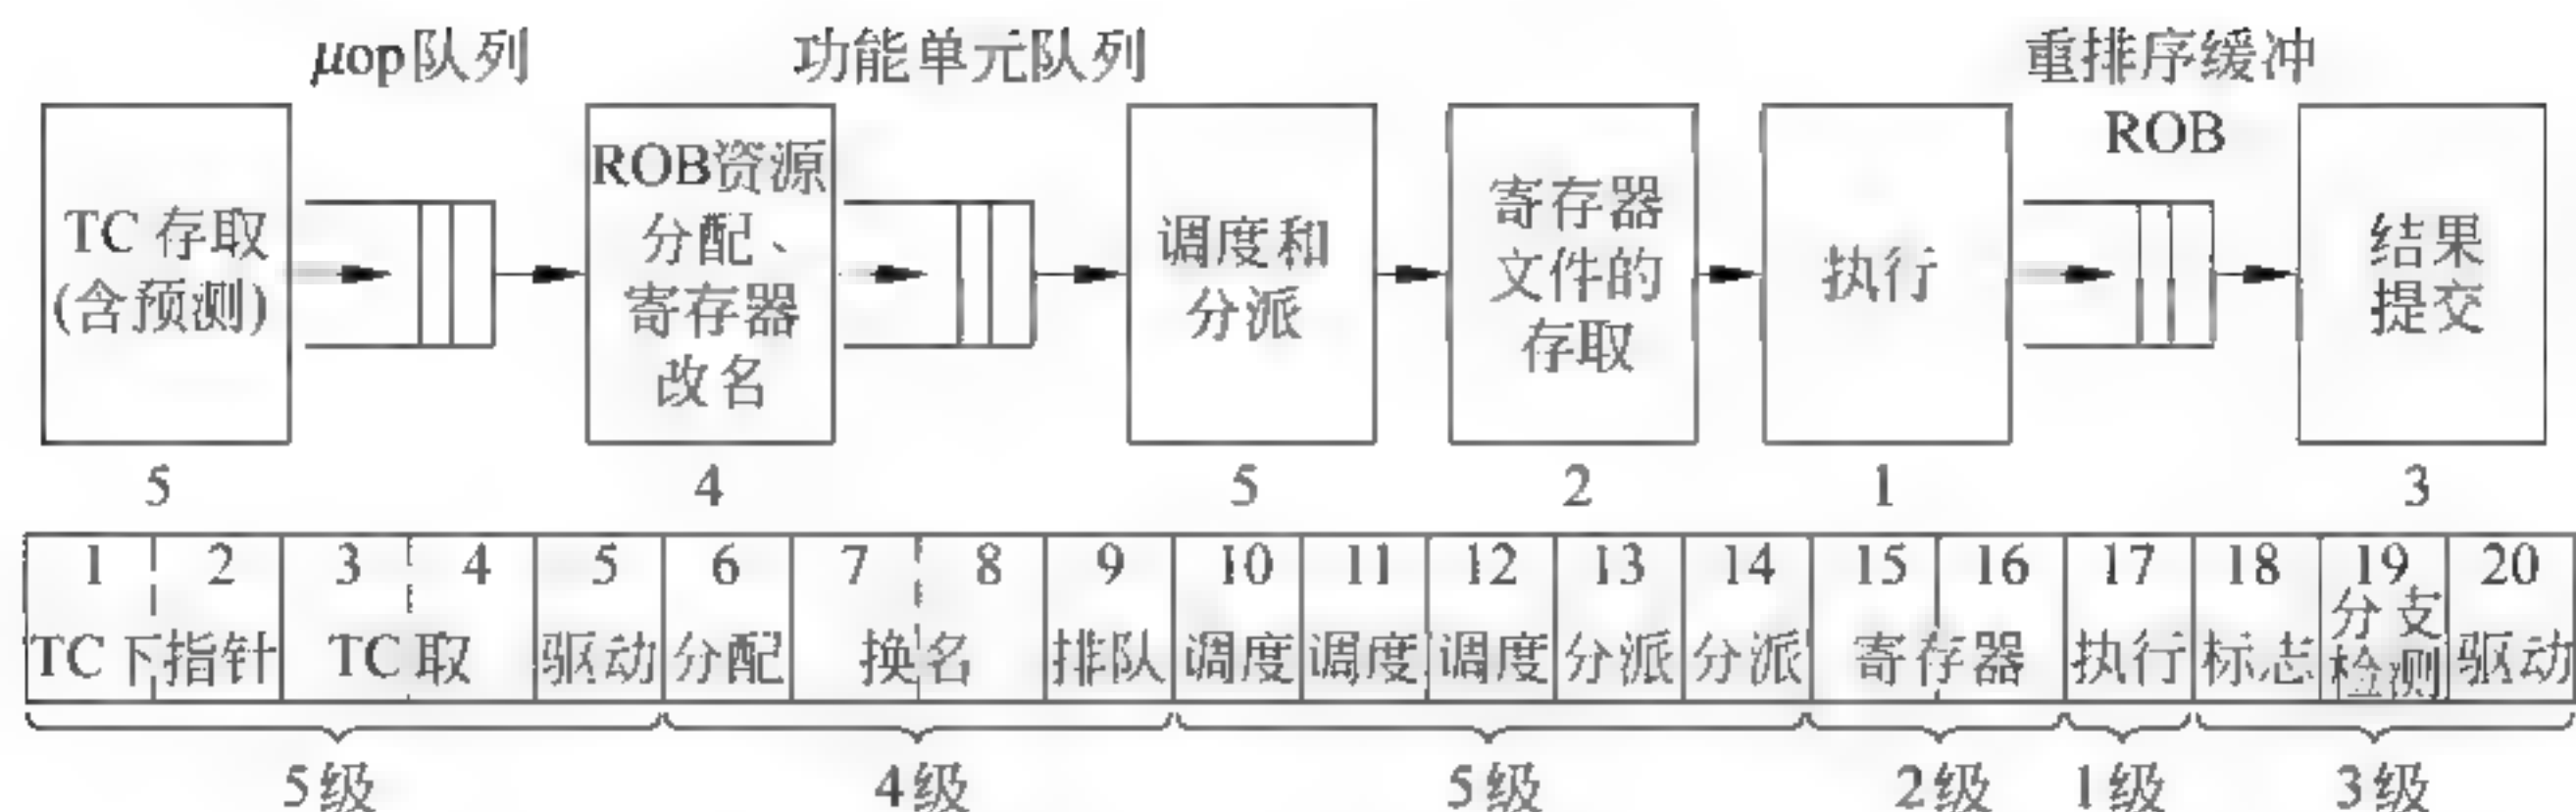 μop队列
功能单元队列
重排序缓冲
ROB
TC 存取
(含预测)
ROB资源
分配、
寄存器
改名
调度和
分派
寄存器
文件的
存取
执行
结果
提交
5 4 5 2 1 3
1 2 3 4 5 6 7 8 9 10 11 12 13 14 15 16 17 18 19 20
TC下指针 TC取 驱动 分配 换名 排队 调度 调度 调度 分派 分派 寄存器 执行 标志 分支检测 驱动
5级 4级 5级 2级 1级 3级